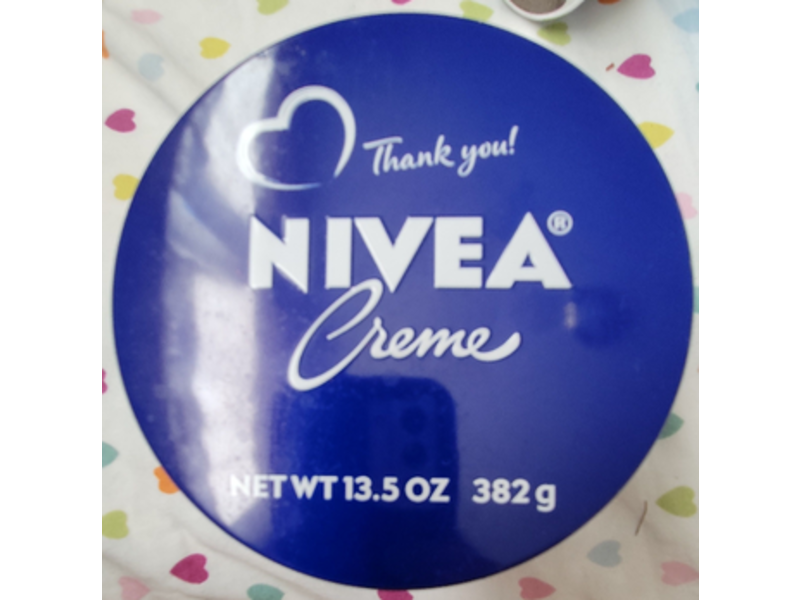 Thank you!
NIVEA®
Creme
NET WT 13.5 OZ 382 g